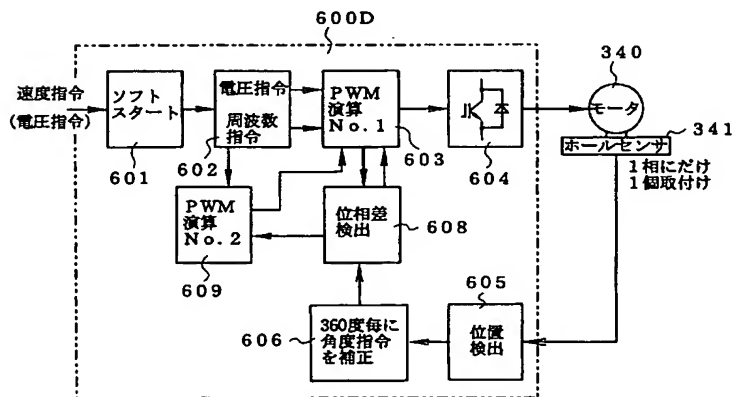 600D
速度指令
(電圧指令)
ソフト
スタート
601
電圧指令
周波数
指令
602
PWM
演算
No.1
603
604
340
モータ
341
ホールセンサ
1相にだけ
1個取付け
PWM
演算
No.2
609
位相差
検出
608
606
360度毎に
角度指令
を補正
605
位置
検出